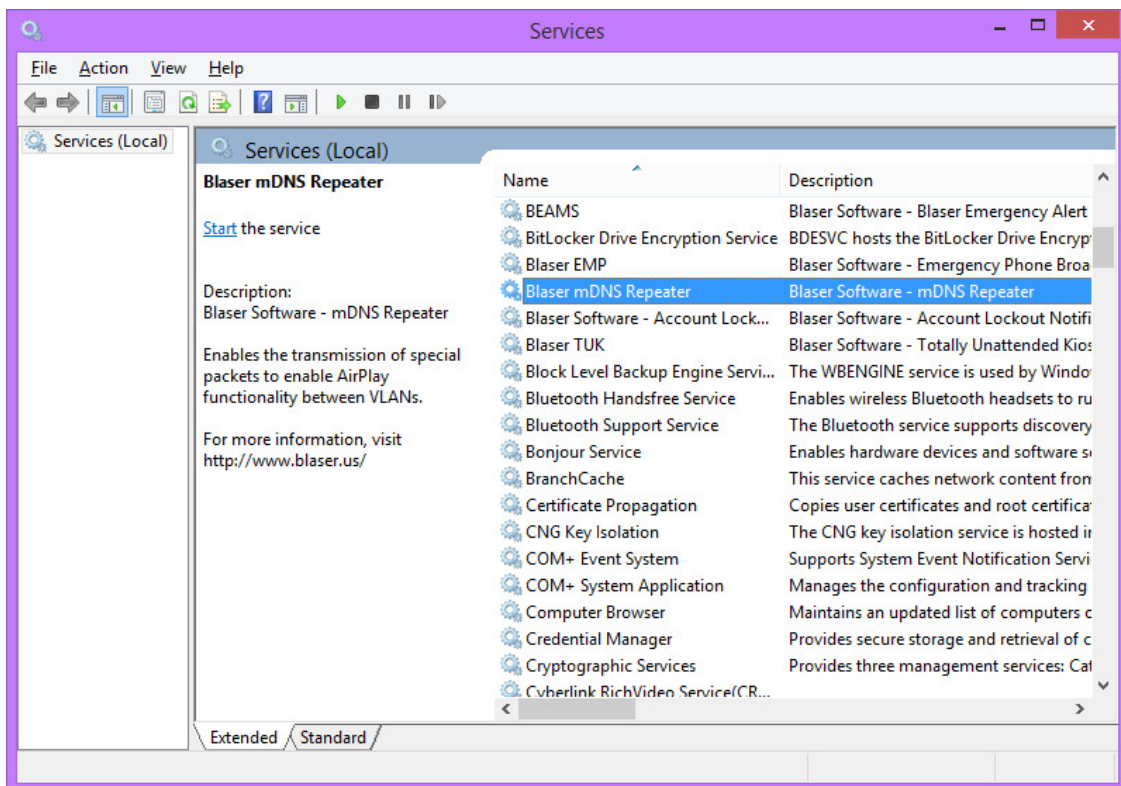 Services
File Action View Help
Services (Local)
Services (Local)
Blaser mDNS Repeater
Start the service
Description:
Blaser Software - mDNS Repeater
Enables the transmission of special
packets to enable AirPlay
functionality between VLANs.
For more information, visit
http://www.blaser.us/
Name Description
BEAMS Blaser Software - Blaser Emergency Alert
BitLocker Drive Encryption Service BDESVC hosts the BitLocker Drive Encryp
Blaser EMP Blaser Software - Emergency Phone Broa
Blaser mDNS Repeater Blaser Software - mDNS Repeater
Blaser Software - Account Lock... Blaser Software - Account Lockout Notifi
Blaser TUK Blaser Software - Totally Unattended Kios
Block Level Backup Engine Servi... The WBENGINE service is used by Windo
Bluetooth Handsfree Service Enables wireless Bluetooth headsets to ru
Bluetooth Support Service The Bluetooth service supports discovery
Bonjour Service Enables hardware devices and software s
BranchCache This service caches network content from
Certificate Propagation Copies user certificates and root certifica
CNG Key Isolation The CNG key isolation service is hosted i
COM+ Event System Supports System Event Notification Servi
COM+ System Application Manages the configuration and tracking
Computer Browser Maintains an updated list of computers c
Credential Manager Provides secure storage and retrieval of c
Cryptographic Services Provides three management services: Cat
Cyberlink RichVideo Service(CR...
Extended Standard